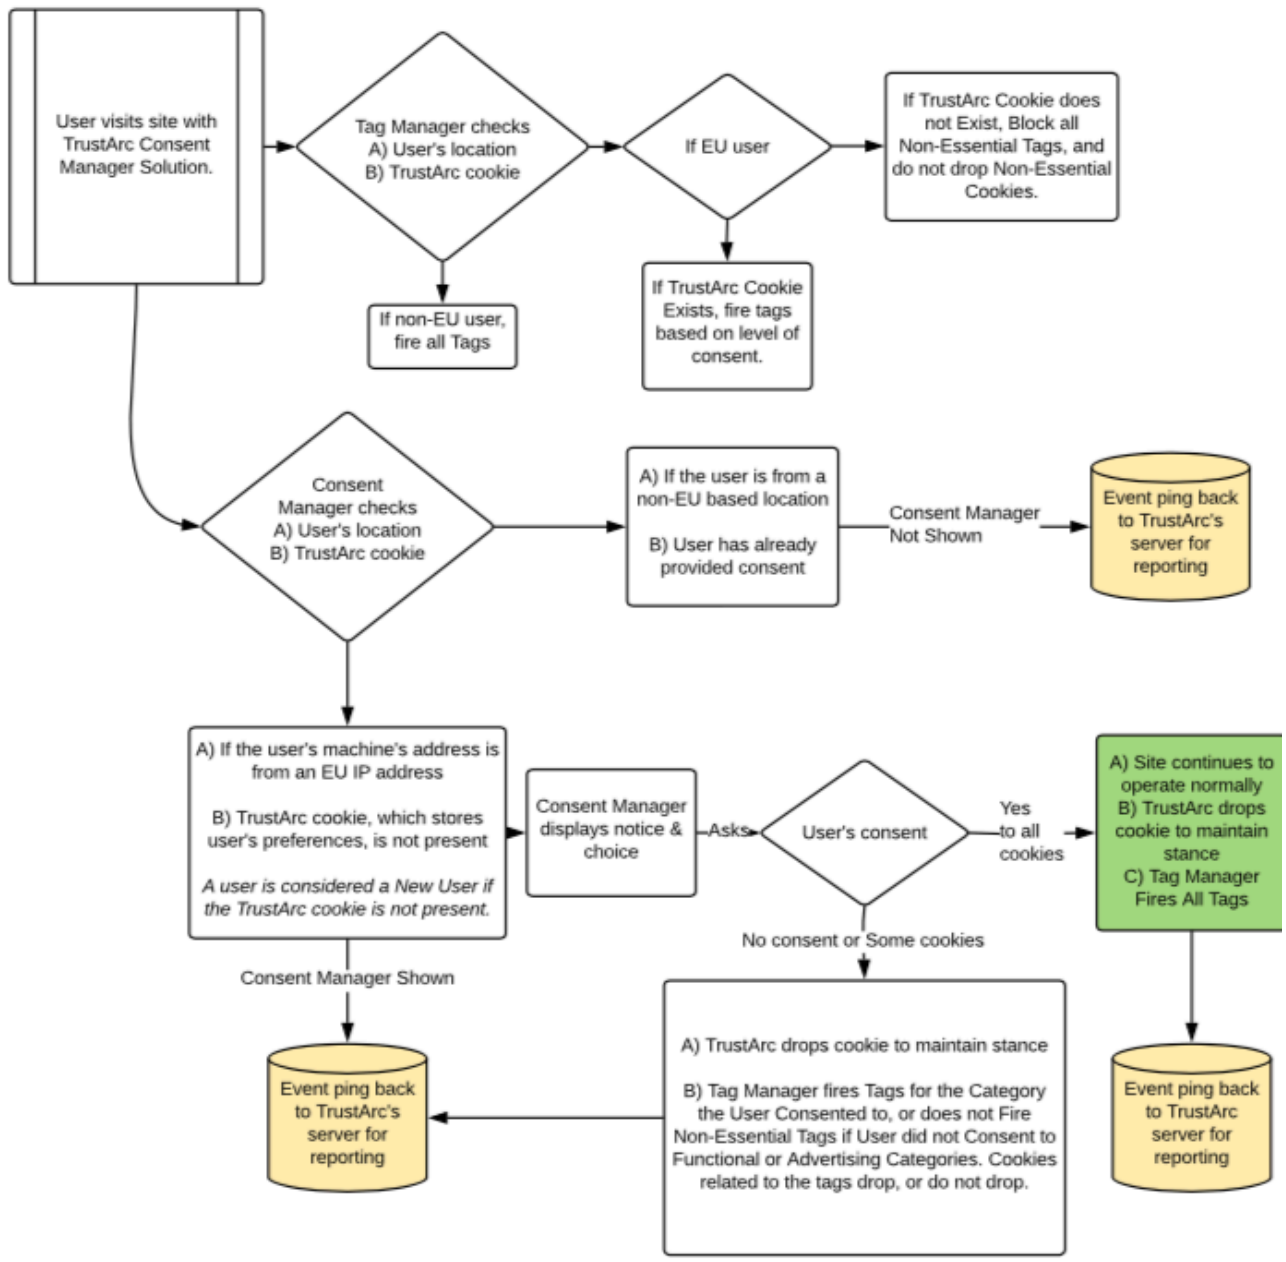 User visits site with
TrustArc Consent
Manager Solution.
Tag Manager checks
A) User's location
B) TrustArc cookie
If EU user
If TrustArc Cookie does
not Exist, Block all
Non-Essential Tags, and
do not drop Non-Essential
Cookies.
If non-EU user,
fire all Tags
If TrustArc Cookie
Exists, fire tags
based on level of
consent.
Consent
Manager checks
A) User's location
B) TrustArc cookie
A) If the user is from a
non-EU based location
B) User has already
provided consent
Consent Manager
Not Shown
Event ping back
to TrustArc's
server for
reporting
A) If the user's machine's address is
from an EU IP address
B) TrustArc cookie, which stores
user's preferences, is not present
A user is considered a New User if
the TrustArc cookie is not present.
Consent Manager
displays notice &
choice
Asks
User's consent
Yes
to all
cookies
A) Site continues to
operate normally
B) TrustArc drops
cookie to maintain
stance
C) Tag Manager
Fires All Tags
No consent or Some cookies
Consent Manager Shown
A) TrustArc drops cookie to maintain stance
B) Tag Manager fires Tags for the Category
the User Consented to, or does not Fire
Non-Essential Tags if User did not Consent to
Functional or Advertising Categories. Cookies
related to the tags drop, or do not drop.
Event ping back
to TrustArc's
server for
reporting
Event ping back
to TrustArc
server for
reporting